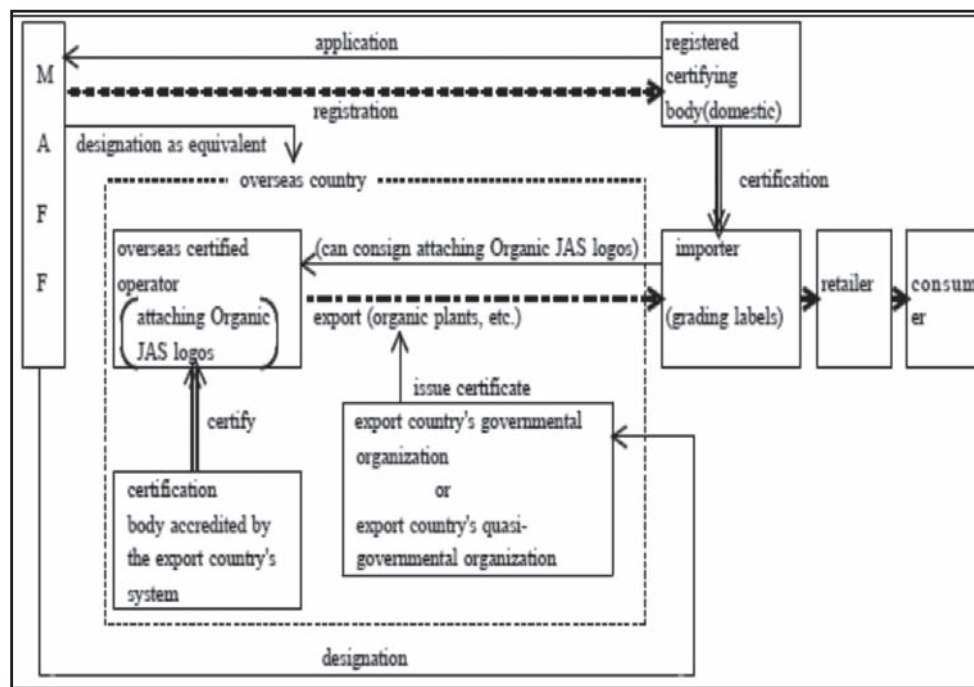 M
A
F
F
application
registered
certifying
body(domestic)
registration
designation as equivalent
overseas country
certification
overseas certified
operator
attaching Organic
JAS logos
(can consign attaching Organic JAS logos)
importer
(grading labels)
retailer
consum
er
export (organic plants, etc.)
issue certificate
certify
export country's governmental
organization
or
export country's quasi-
governmental organization
certification
body accredited by
the export country's
system
designation